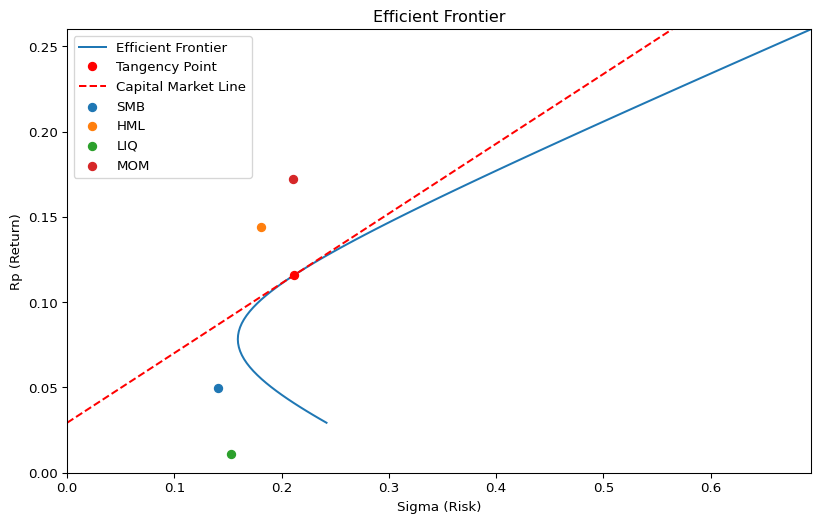 Efficient Frontier
Efficient Frontier
Tangency Point
Capital Market Line
SMB
HML
LIQ
MOM
Rp (Return)
0.25
0.20
0.15
0.10
0.05
0.00
0.0 0.1 0.2 0.3 0.4 0.5 0.6
Sigma (Risk)